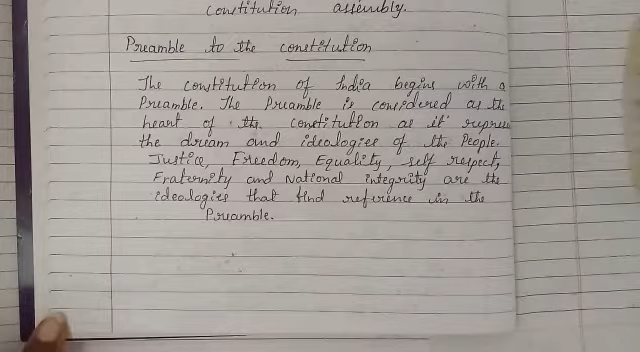 constitution assembly.
Preamble to the constitution
The constitution of India begins with a
Preamble. The Preamble is considered as the
heart of the constitution as it
the dream and ideologies of the People.
Justice, Freedom, Equality, self respect,
Fraternity and National integrity are the
ideologies that find reference in the
Preamble.